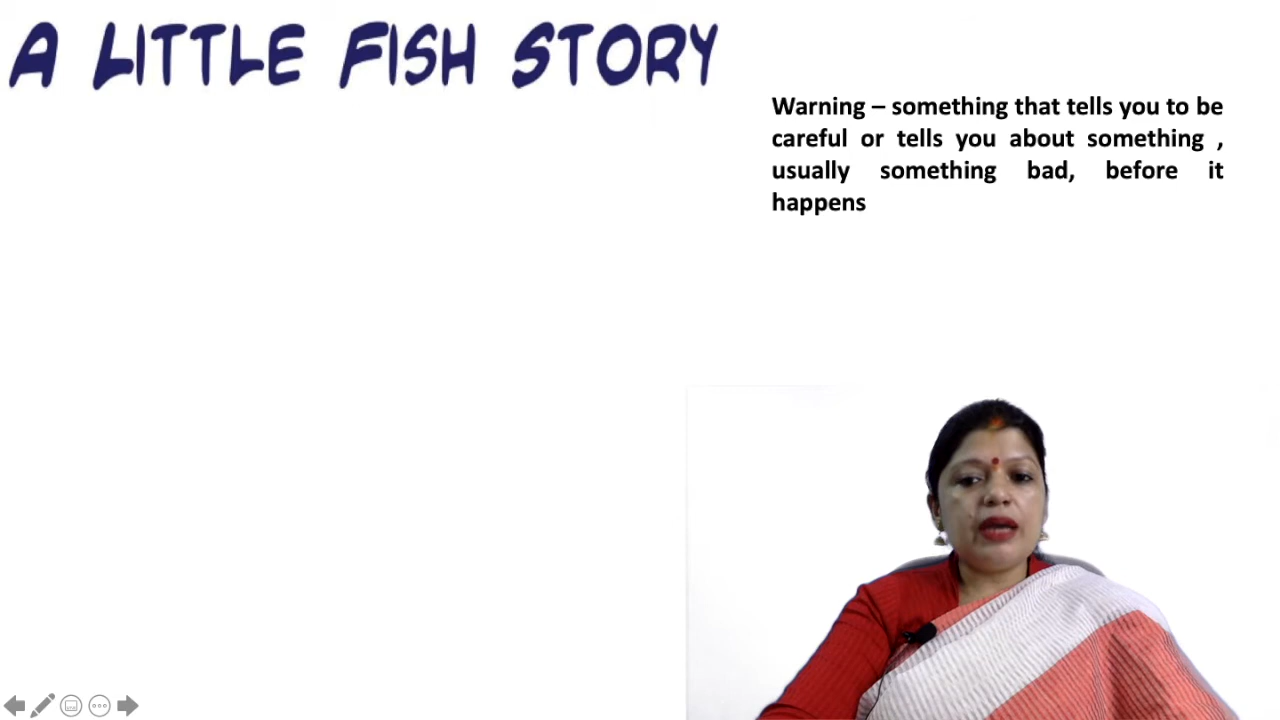 A LITTLE FISH STORY
Warning – something that tells you to be
careful or tells you about something ,
usually something bad, before it
happens